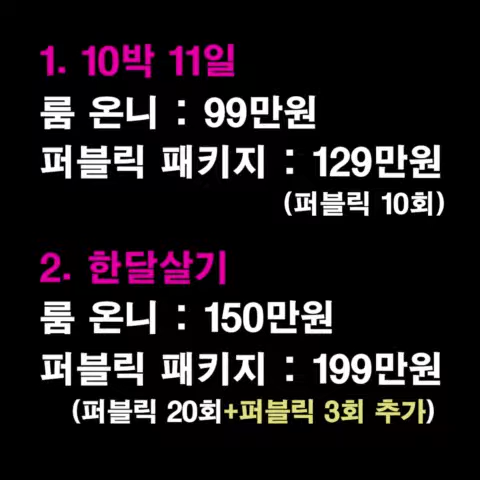 1. 10박 11일
룸 온니 : 99만원
퍼블릭 패키지 : 129만원
(퍼블릭 10회)
2. 한달살기
룸 온니 : 150만원
퍼블릭 패키지 : 199만원
(퍼블릭 20회+퍼블릭 3회 추가)